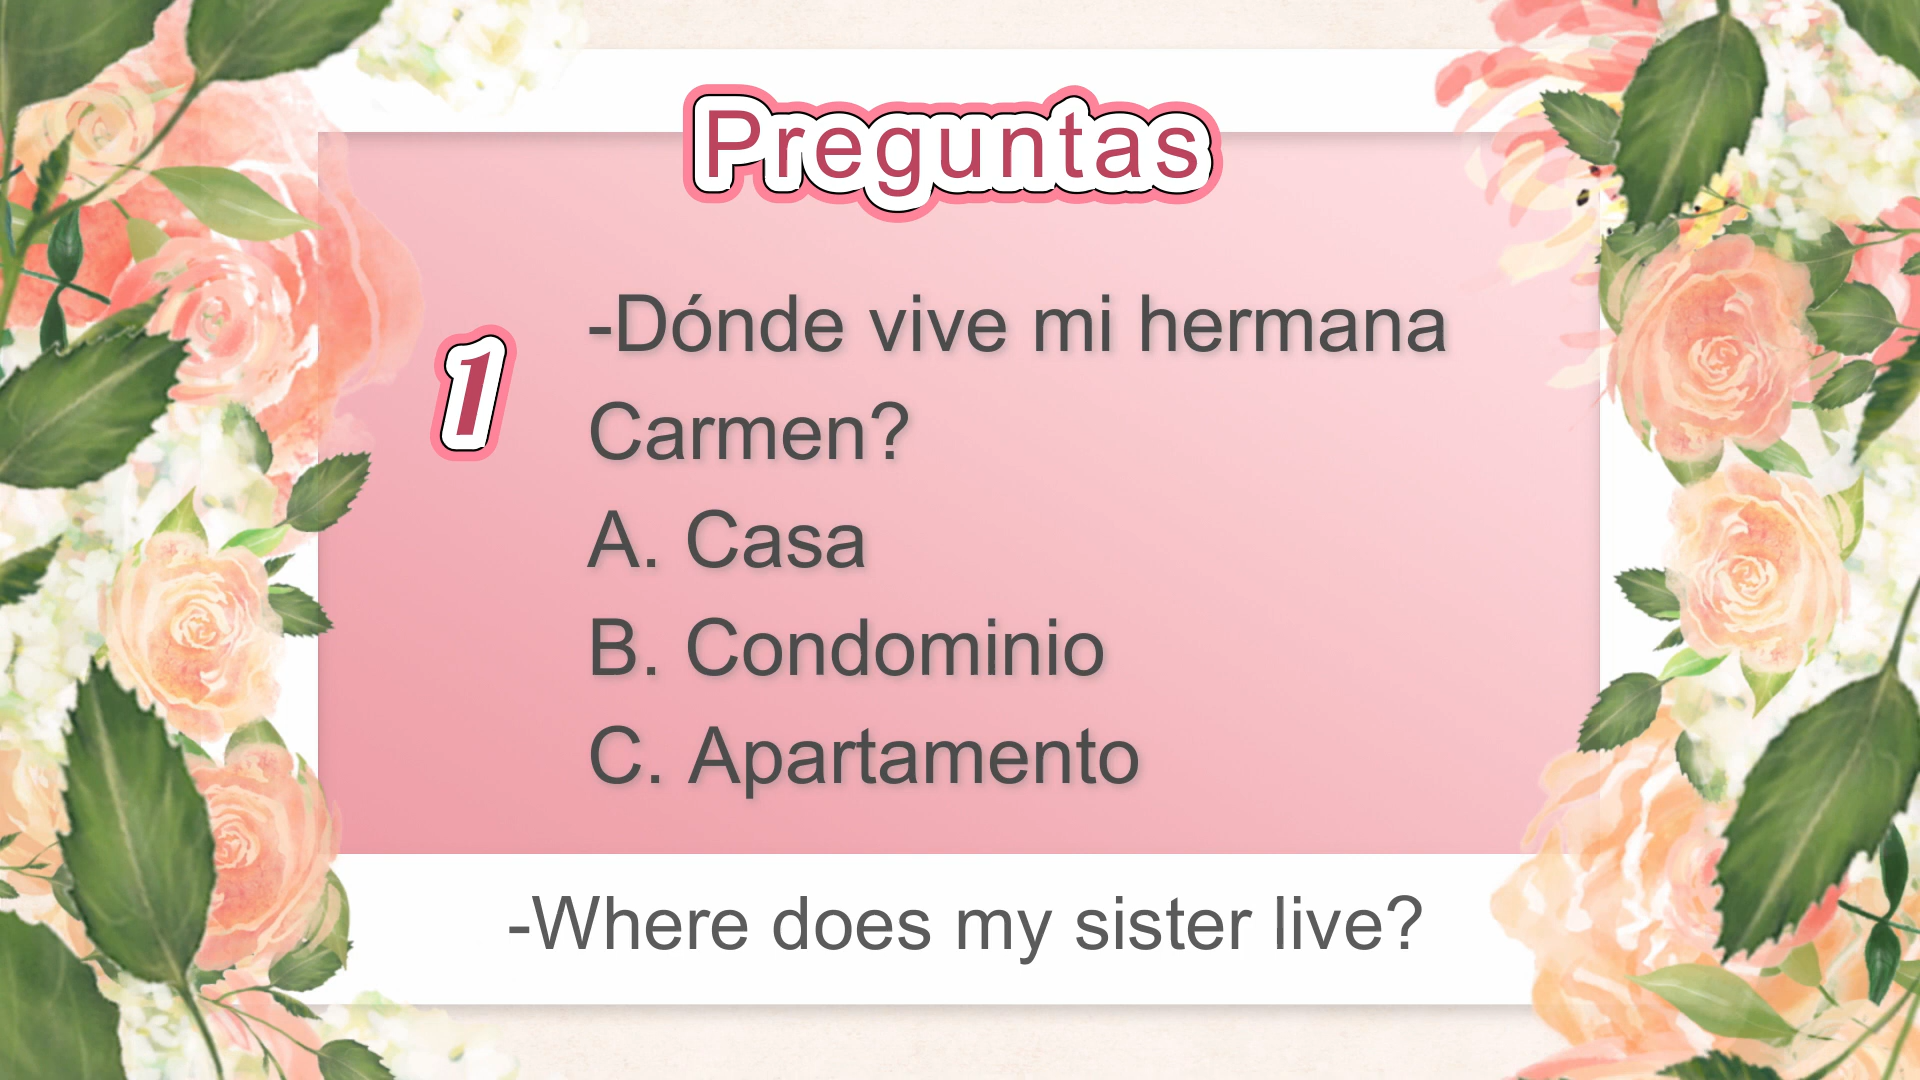 Preguntas
1
-Dónde vive mi hermana
Carmen?
A. Casa
B. Condominio
C. Apartamento
-Where does my sister live?